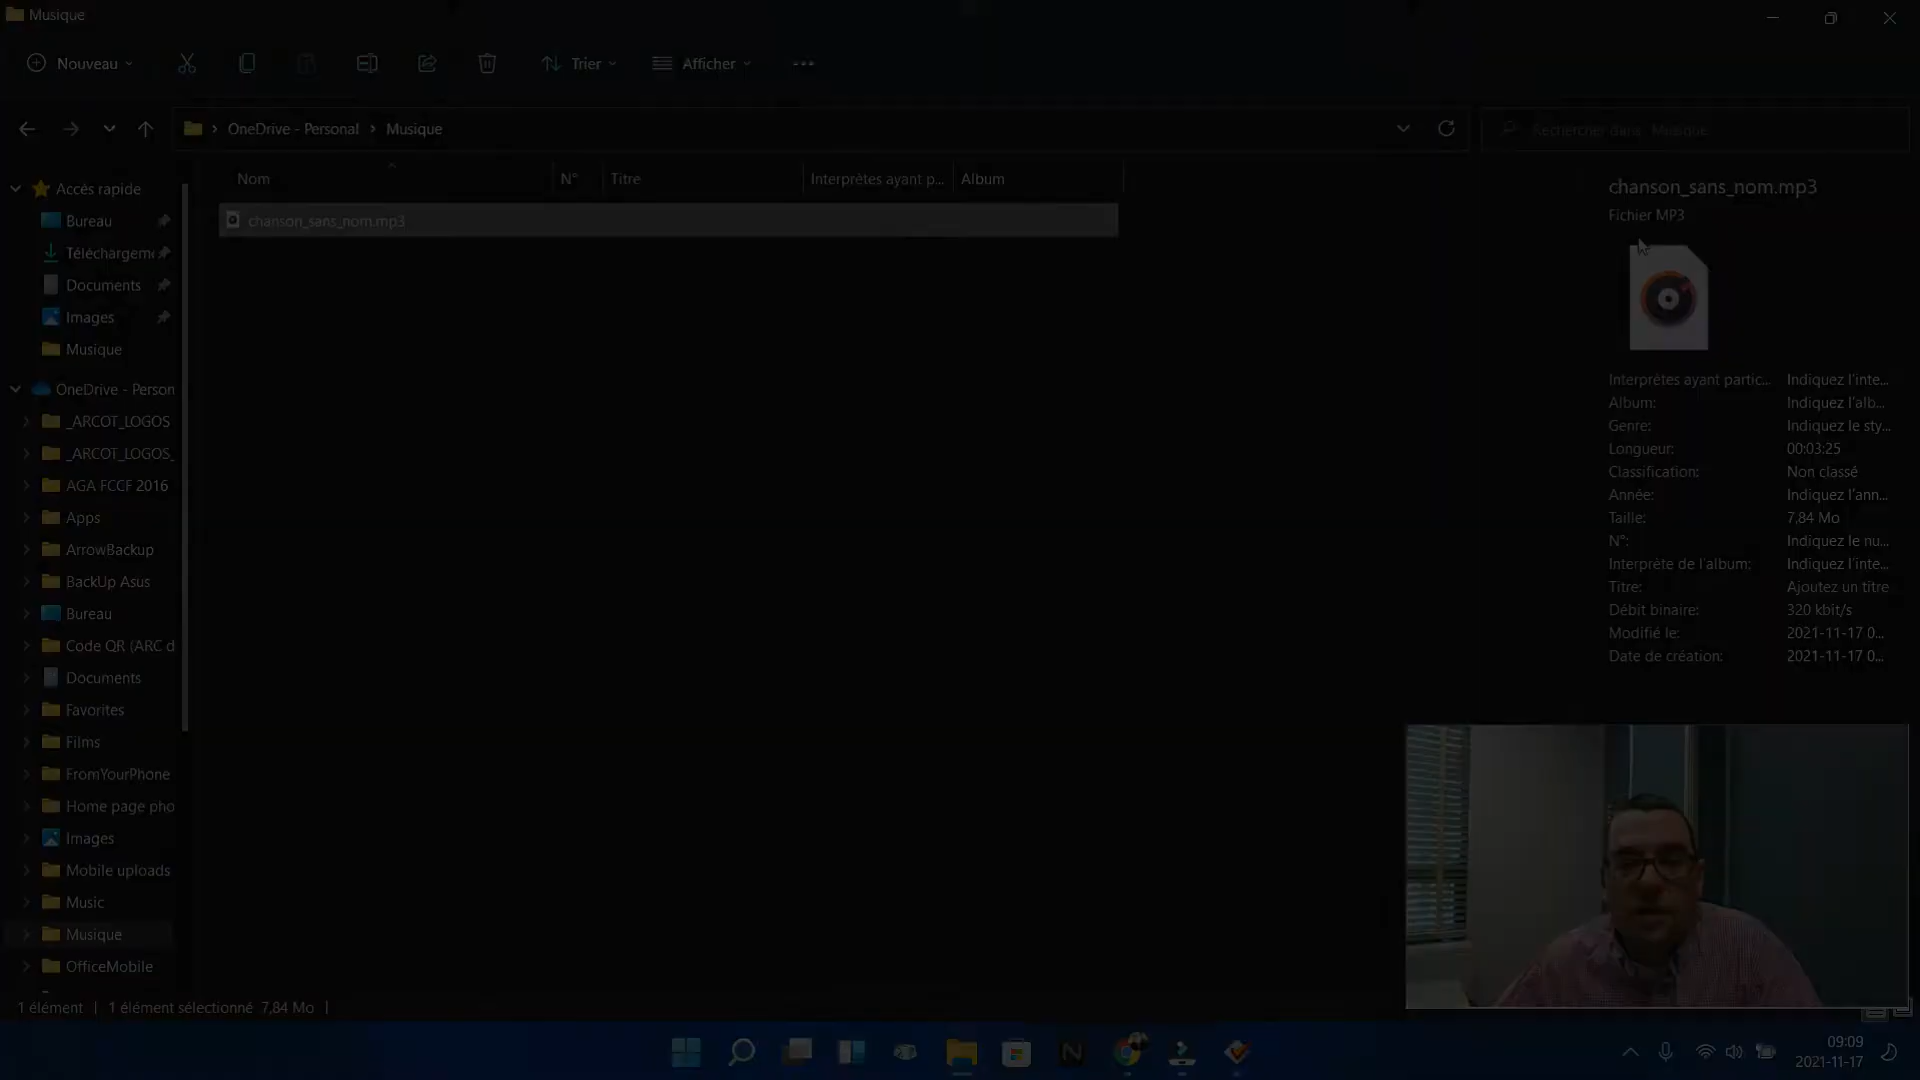 Musique
Nouveau
Trier
Afficher
OneDrive - Personal > Musique
Rechercher dans : Musique
Nom
N°
Titre
Interprètes ayant p...
Album
chanson_sans_nom.mp3
Accès rapide
Bureau
Téléchargeme
Documents
Images
Musique
OneDrive - Person
_ARCOT_LOGOS
_ARCOT_LOGOS_
AGA FCCF 2016
Apps
ArrowBackup
BackUp Asus
Bureau
Code QR (ARC d
Documents
Favorites
Films
FromYourPhone
Home page pho
Images
Mobile uploads
Music
Musique
OfficeMobile
chanson_sans_nom.mp3
Fichier MP3
Interprètes ayant partic... Indiquez l'inte...
Album: Indiquez l'alb...
Genre: Indiquez le sty...
Longueur: 00:03:25
Classification: Non classé
Année: Indiquez l'ann...
Taille: 7,84 Mo
N°: Indiquez le nu...
Interprète de l'album: Indiquez l'inte...
Titre: Ajoutez un titre
Débit binaire: 320 kbit/s
Modifié le: 2021-11-17 0...
Date de création: 2021-11-17 0...
1 élément | 1 élément sélectionné 7,84 Mo |
09:09
2021-11-17